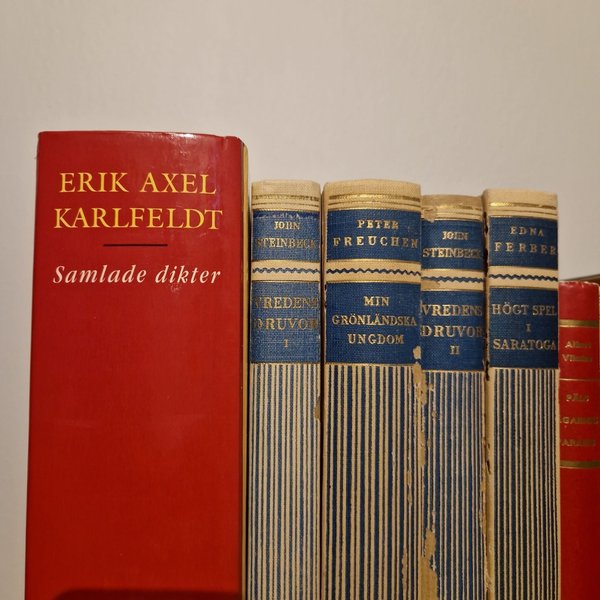 ERIK AXEL
KARLFELDT
Samlade dikter
JOHN
STEINBECK
VREDENS
DRUVOR
I
PETER
FREUCHEN
MIN
GRÖNLÄNDSKA
UNGDOM
JOHN
STEINBECK
VREDENS
DRUVOR
II
EDNA
FERBER
HÖGT SPEL
I
SARATOGA